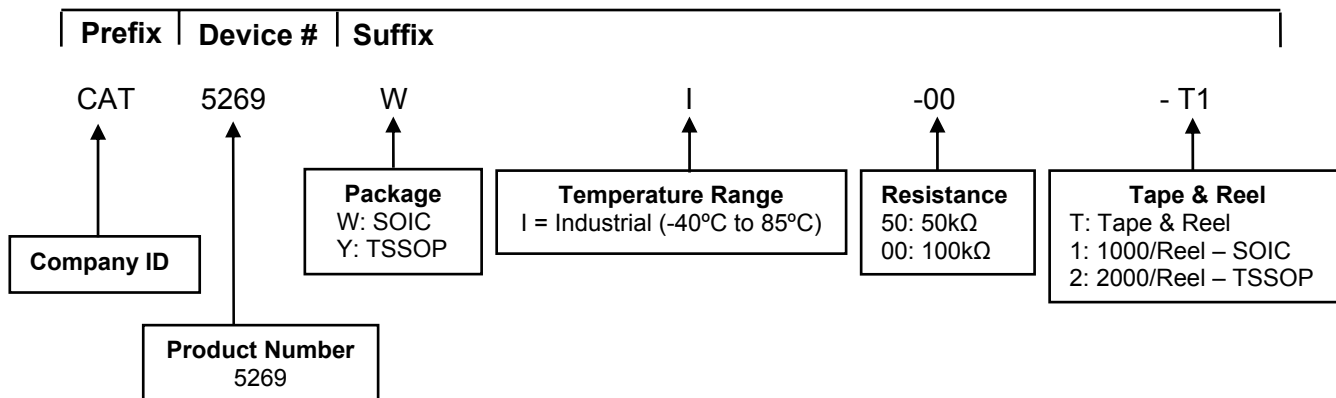 Prefix Device # Suffix
CAT 5269 W I -00 - T1
Package
W: SOIC
Y: TSSOP
Temperature Range
I = Industrial (-40ºC to 85ºC)
Resistance
50: 50kΩ
00: 100kΩ
Tape & Reel
T: Tape & Reel
1: 1000/Reel – SOIC
2: 2000/Reel – TSSOP
Company ID
Product Number
5269